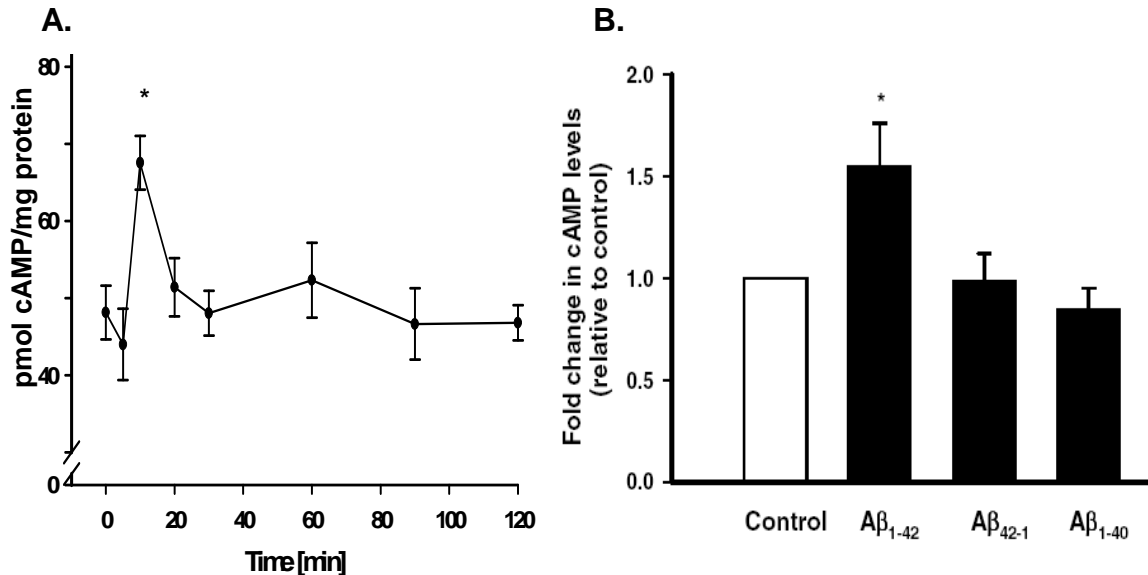 A.
pmol cAMP/mg protein
80
60
40
0
*
0 20 40 60 80 100 120
Time [min]
B.
Fold change in cAMP levels
(relative to control)
2.0
1.5
1.0
0.5
0.0
*
Control Aβ1-42 Aβ42-1 Aβ1-40